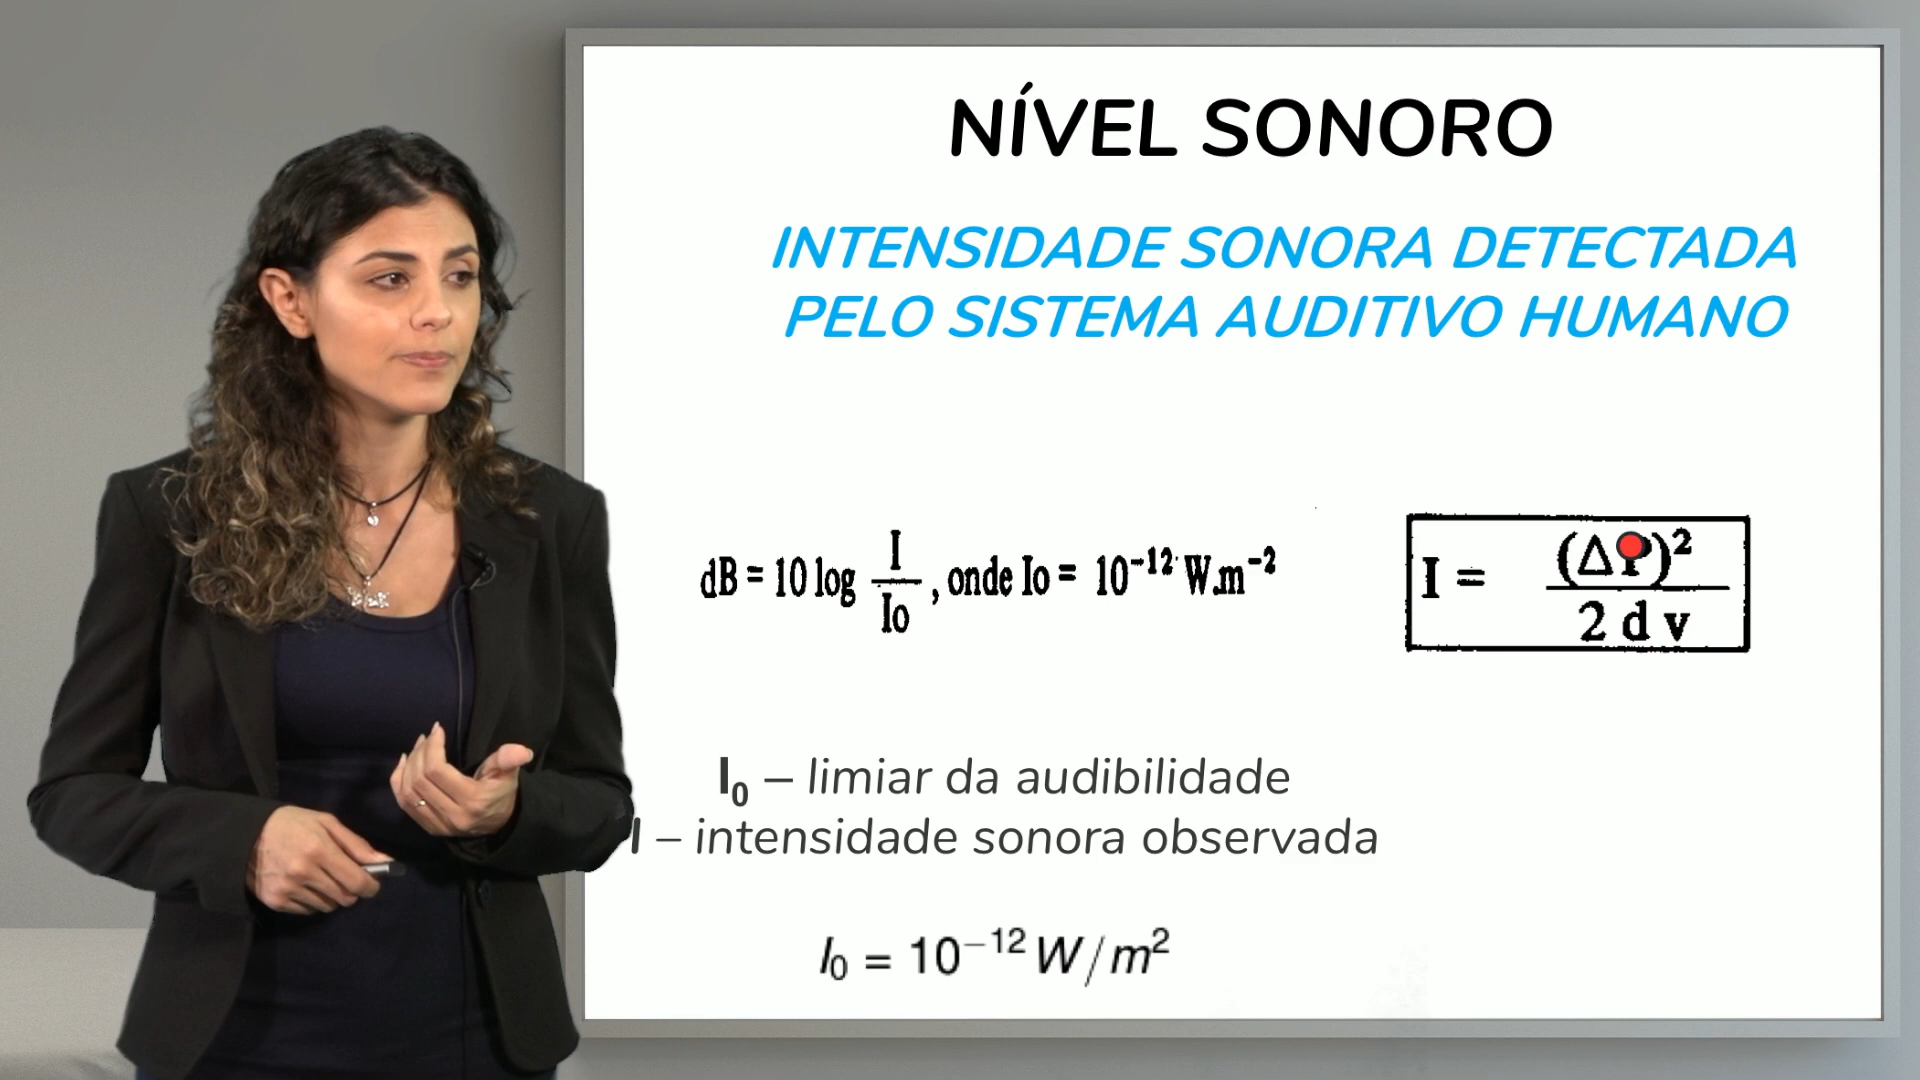 NÍVEL SONORO
INTENSIDADE SONORA DETECTADA
PELO SISTEMA AUDITIVO HUMANO
dB = 10 log I/Io , onde Io = 10⁻¹² W.m⁻²
I = (ΔP)² / 2 d v
I₀ – limiar da audibilidade
I – intensidade sonora observada
I₀ = 10⁻¹² W/m²